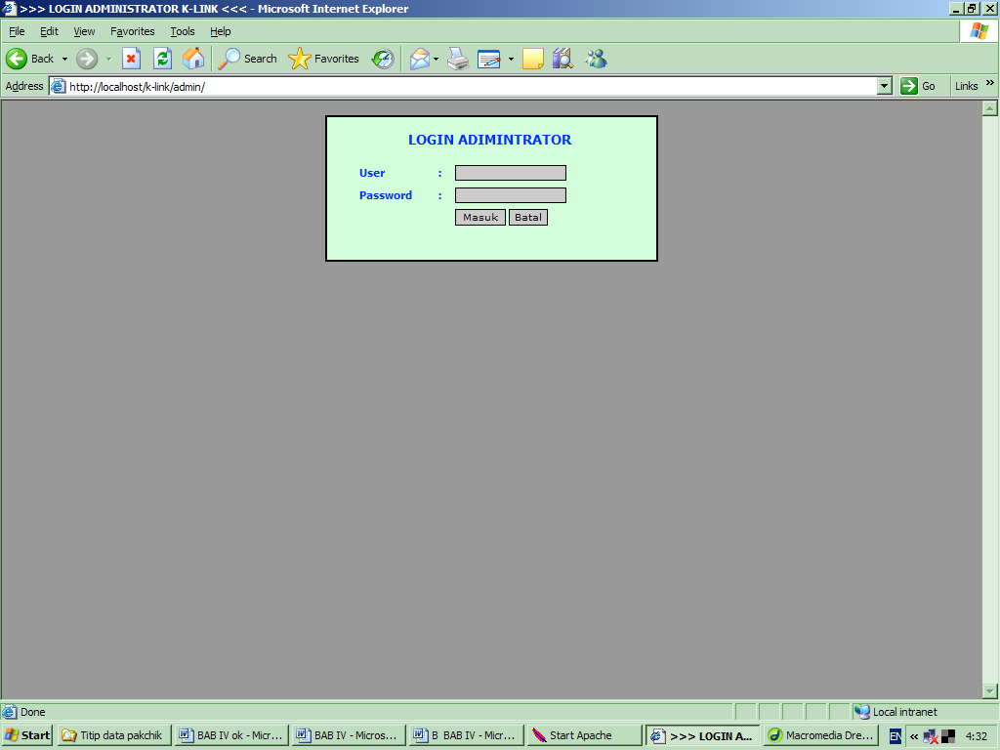 >>> LOGIN ADMINISTRATOR K-LINK <<< - Microsoft Internet Explorer
File Edit View Favorites Tools Help
Back Search Favorites
Address http://localhost/k-link/admin/ Go Links »
LOGIN ADIMINTRATOR
User :
Password :
Masuk Batal
Done Local intranet
Start Titip data pakchik BAB IV ok - Micr... BAB IV - Micros... B BAB IV - Micr... Start Apache >>> LOGIN A... Macromedia Dre... EN « 4:32